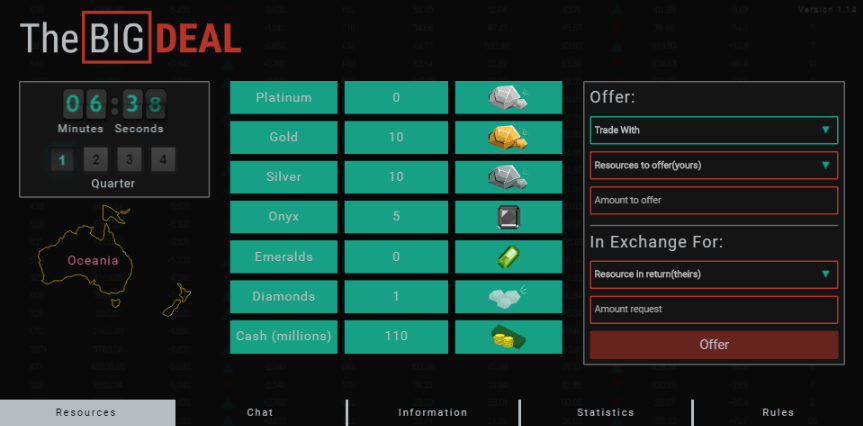 Version 1.14
The BIG DEAL
06:38
Minutes Seconds
1 2 3 4
Quarter
Oceania
Platinum 0
Gold 10
Silver 10
Onyx 5
Emeralds 0
Diamonds 1
Cash (millions) 110
Offer:
Trade With
Resources to offer(yours)
Amount to offer
In Exchange For:
Resource in return(theirs)
Amount request
Offer
Resources Chat Information Statistics Rules